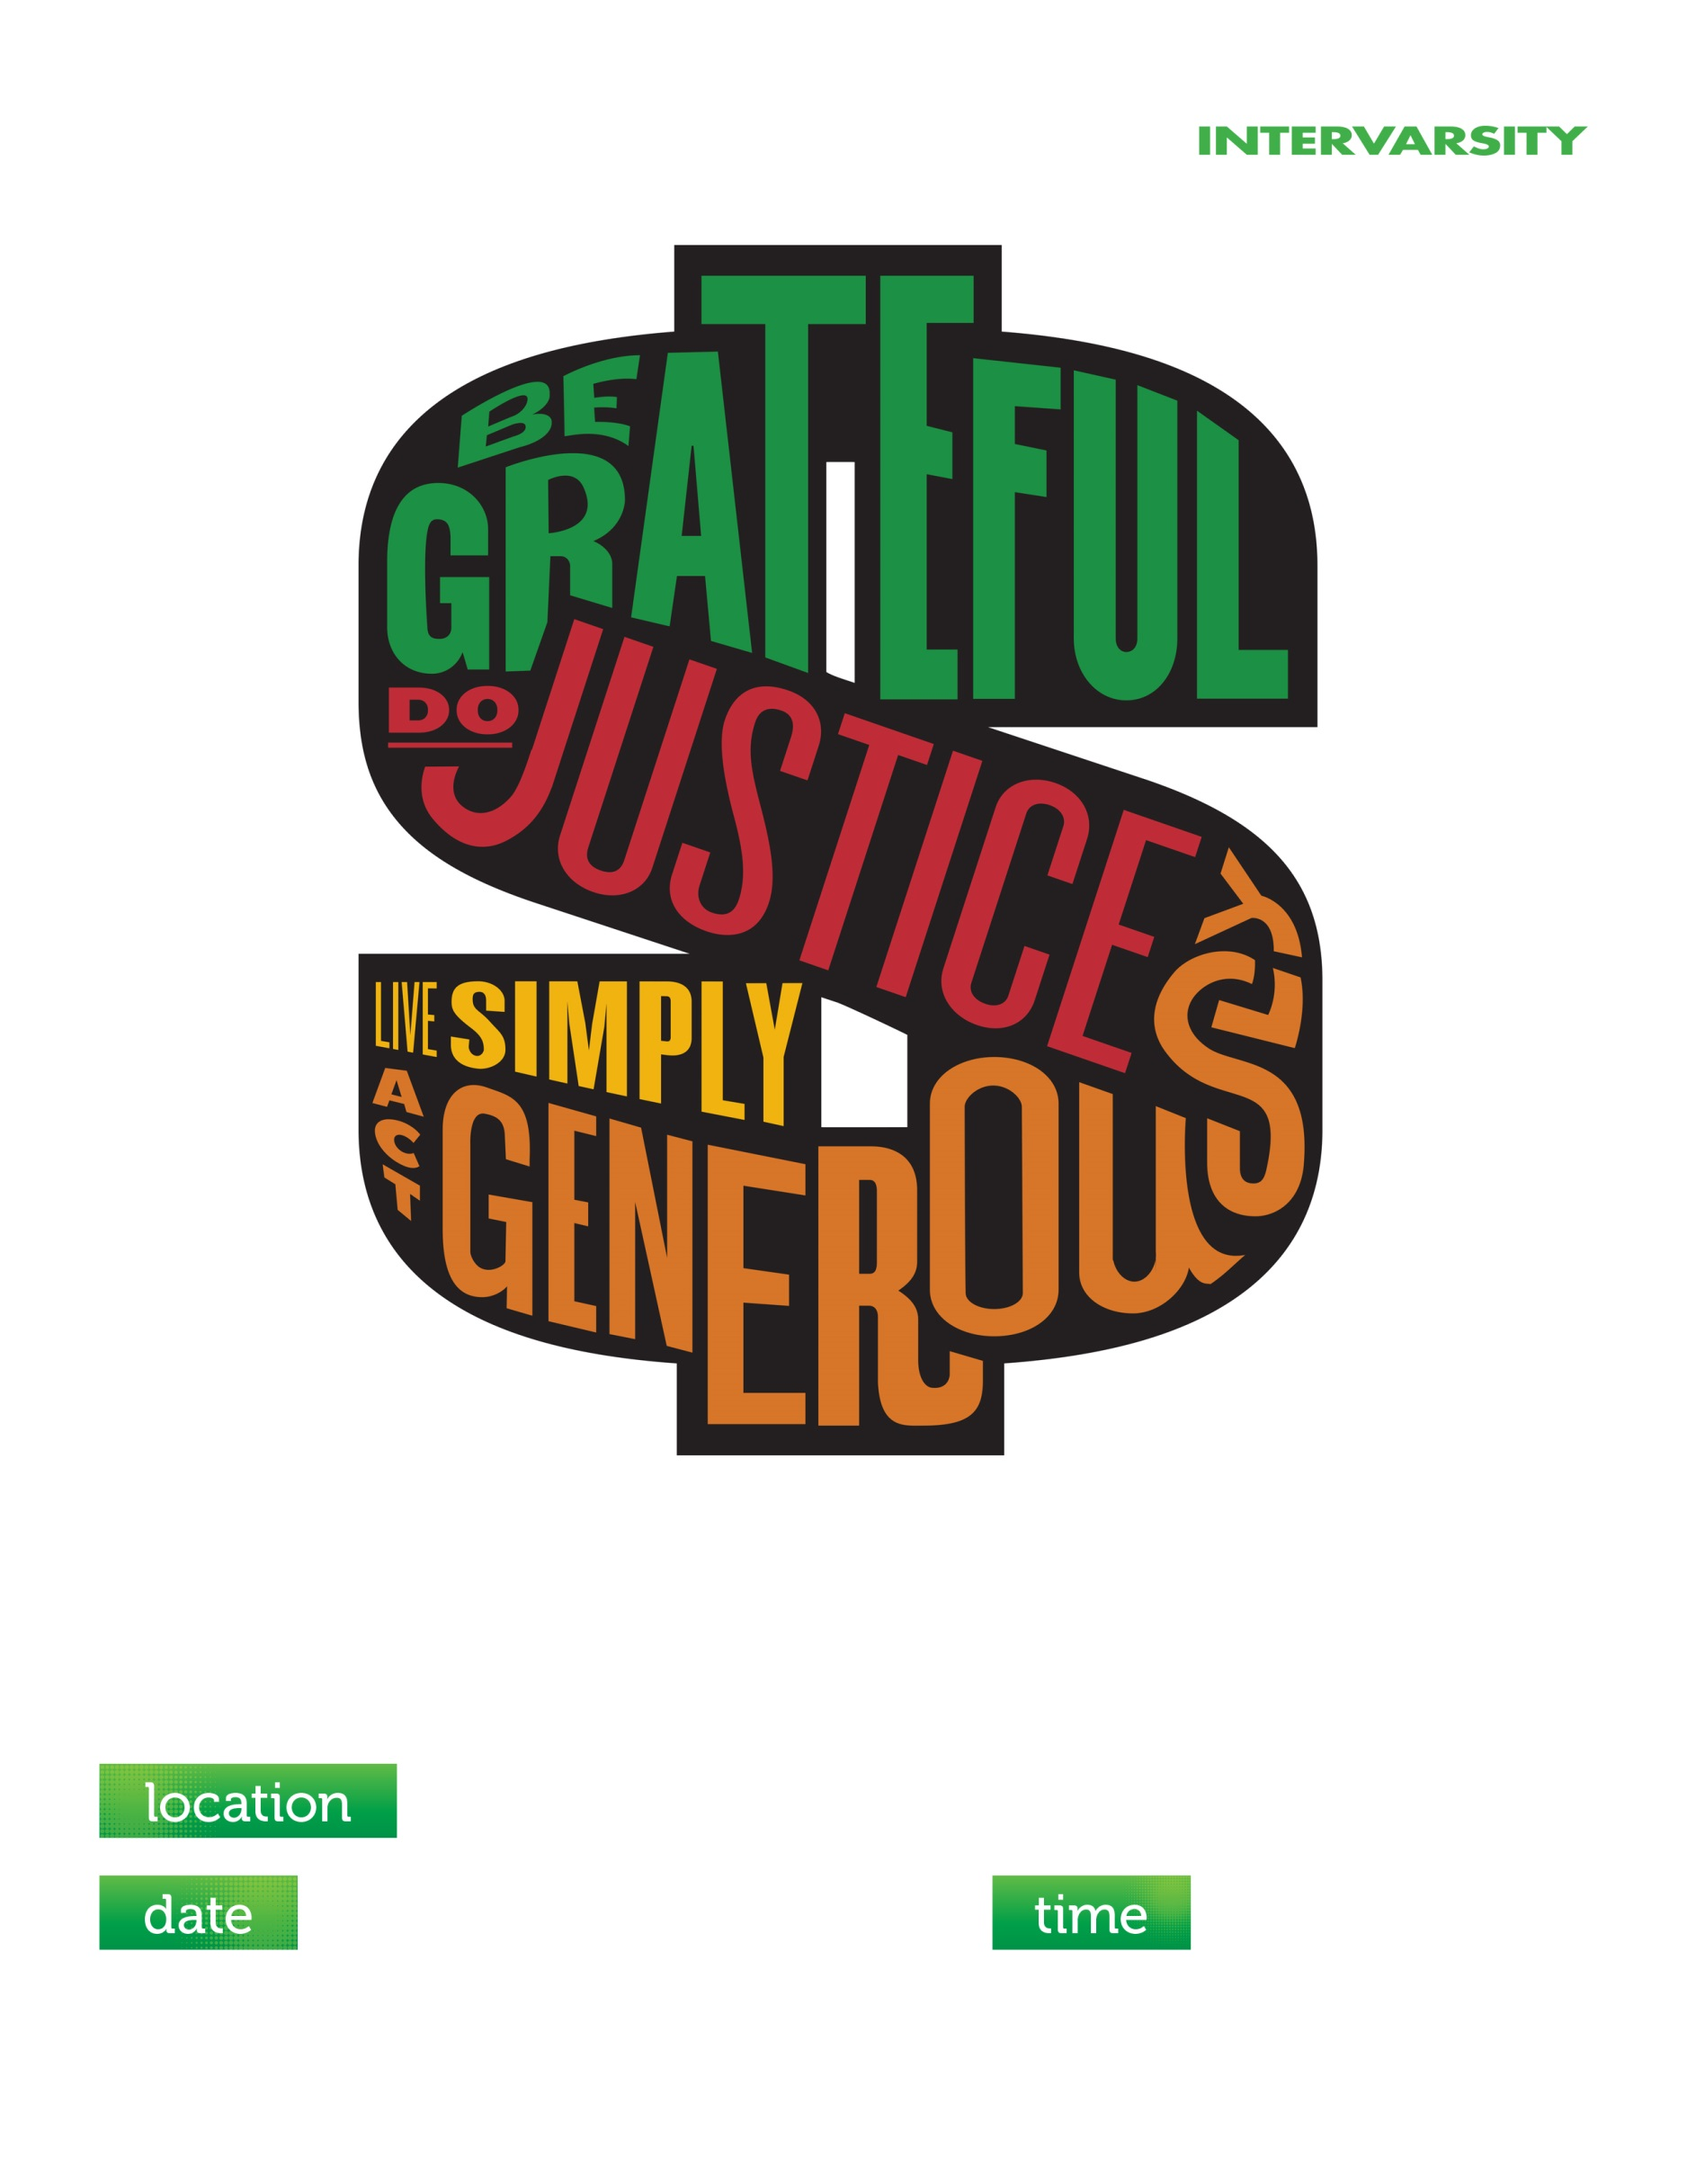 INTERVARSITY
BE
GRATEFUL
DO
JUSTICE
LIVE SIMPLY
ACT
GENEROUSLY
location
date
time